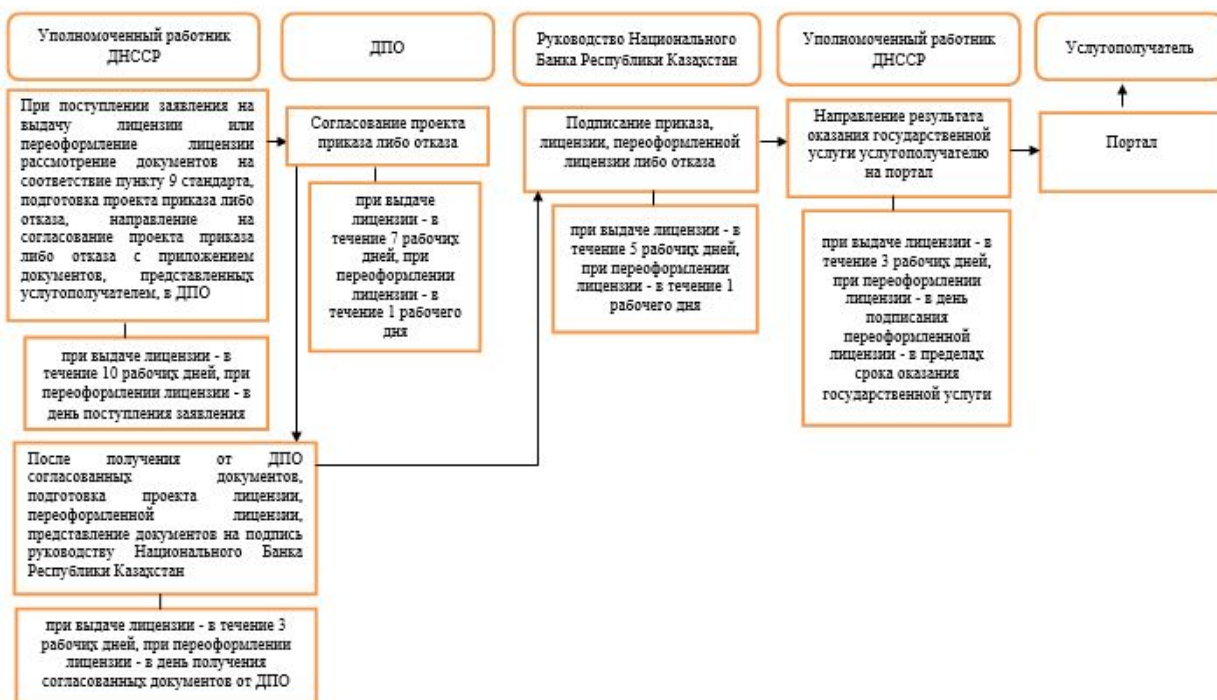 Уполномоченный работник
ДНССР
ДПО
Руководство Национального
Банка Республики Казахстан
Уполномоченный работник
ДНССР
Услугополучатель
При поступлении заявления на
выдачу лицензии или
переоформление лицензии
рассмотрение документов на
соответствие пункту 9 стандарта,
подготовка проекта приказа либо
отказа, направление на
согласование проекта приказа
либо отказа с приложением
документов, представленных
услугополучателем, в ДПО
при выдаче лицензии - в
течение 10 рабочих дней, при
переоформлении лицензии - в
день поступления заявления
После получения от ДПО
согласованных документов,
подготовка проекта лицензии,
переоформленной лицензии,
представление документов на подпись
руководству Национального Банка
Республики Казахстан
при выдаче лицензии - в течение 3
рабочих дней, при переоформлении
лицензии - в день получения
согласованных документов от ДПО
Согласование проекта
приказа либо отказа
при выдаче
лицензии - в
течение 7 рабочих
дней, при
переоформлении
лицензии - в
течение 1 рабочего
дня
Подписание приказа,
лицензии, переоформленной
лицензии либо отказа
при выдаче лицензии - в
течение 5 рабочих дней,
при переоформлении
лицензии - в течение 1
рабочего дня
Направление результата
оказания государственной
услуги услугополучателю
на портал
при выдаче лицензии - в
течение 3 рабочих дней,
при переоформлении
лицензии - в день
подписания
переоформленной
лицензии - в пределах
срока оказания
государственной услуги
Портал